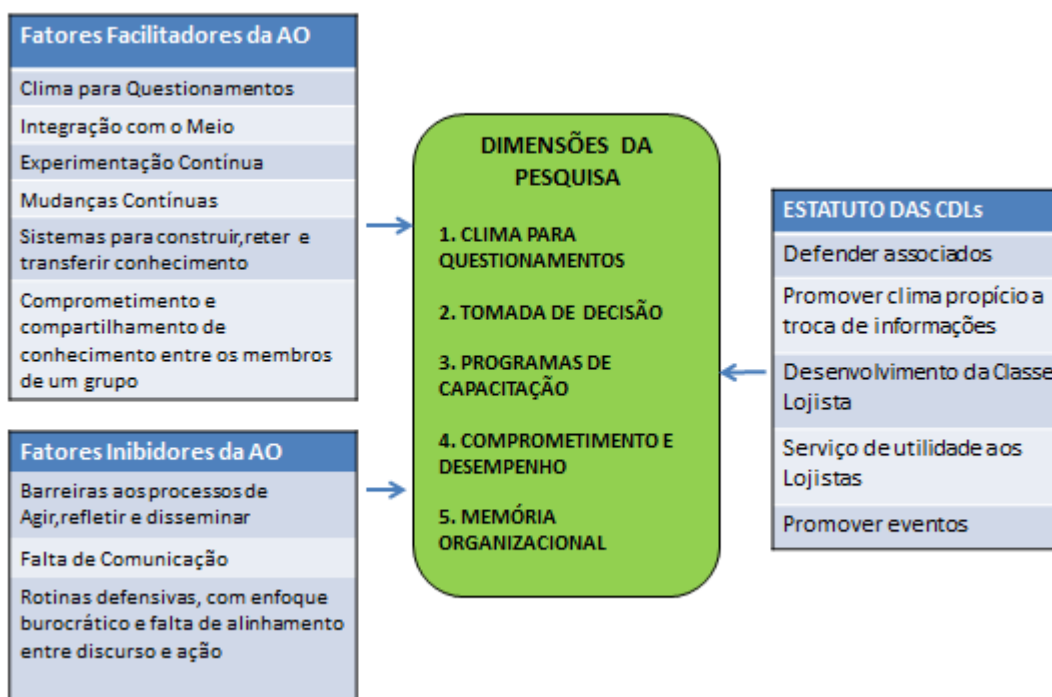 Fatores Facilitadores da AO
Clima para Questionamentos
Integração com o Meio
Experimentação Contínua
Mudanças Contínuas
Sistemas para construir,reter e
transferir conhecimento
Comprometimento e
compartilhamento de
conhecimento entre os membros
de um grupo
Fatores Inibidores da AO
Barreiras aos processos de
Agir,refletir e disseminar
Falta de Comunicação
Rotinas defensivas, com enfoque
burocrático e falta de alinhamento
entre discurso e ação
DIMENSÕES DA
PESQUISA
1. CLIMA PARA
QUESTIONAMENTOS
2. TOMADA DE DECISÃO
3. PROGRAMAS DE
CAPACITAÇÃO
4. COMPROMETIMENTO E
DESEMPENHO
5. MEMÓRIA
ORGANIZACIONAL
ESTATUTO DAS CDLs
Defender associados
Promover clima propício a
troca de informações
Desenvolvimento da Classe
Lojista
Serviço de utilidade aos
Lojistas
Promover eventos